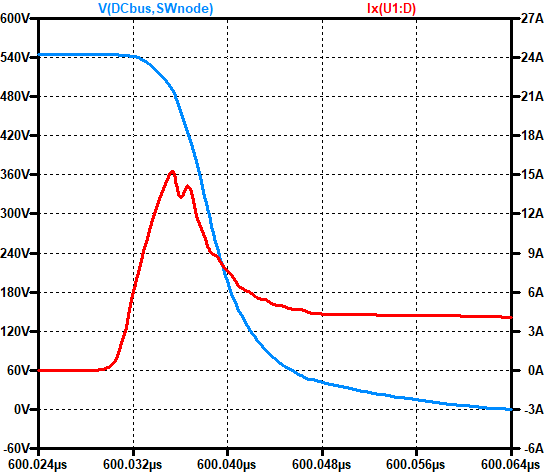 V(DCbus,SWnode) Ix(U1:D)
600V 27A
540V 24A
480V 21A
420V 18A
360V 15A
300V 12A
240V 9A
180V 6A
120V 3A
60V 0A
0V -3A
-60V -6A
600.024µs 600.032µs 600.040µs 600.048µs 600.056µs 600.064µs